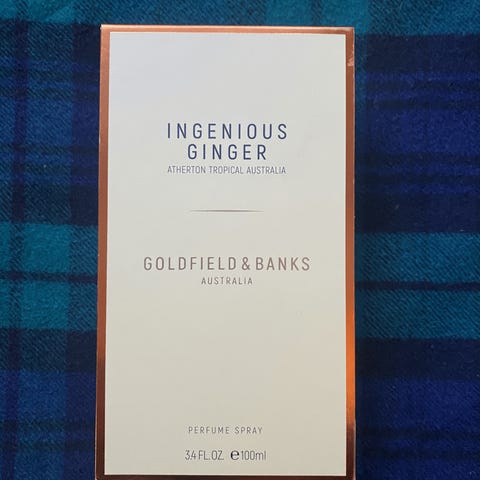 INGENIOUS
GINGER
ATHERTON TROPICAL AUSTRALIA
GOLDFIELD & BANKS
AUSTRALIA
PERFUME SPRAY
3.4 FL. OZ. ℮100ml